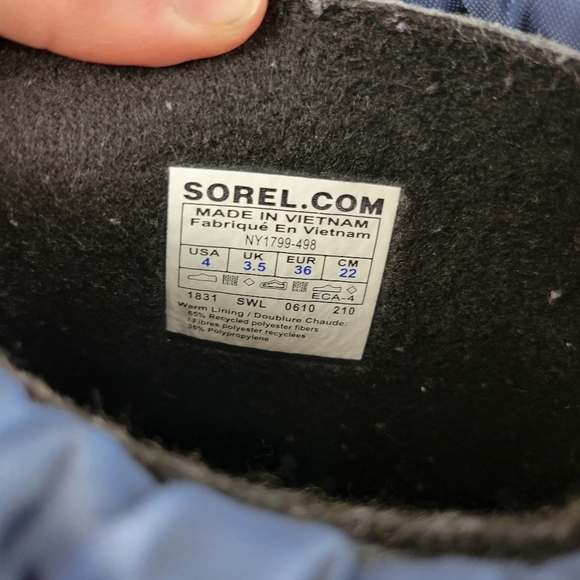 SOREL.COM
MADE IN VIETNAM
Fabriqué En Vietnam
NY1799-498
USA UK EUR CM
4 3.5 36 22
ECA-4
1831 SWL 0610 210
Warm Lining / Doublure Chaude:
65% Recycled polyester fibers
/ Fibres polyester recyclées
35% Polypropylene